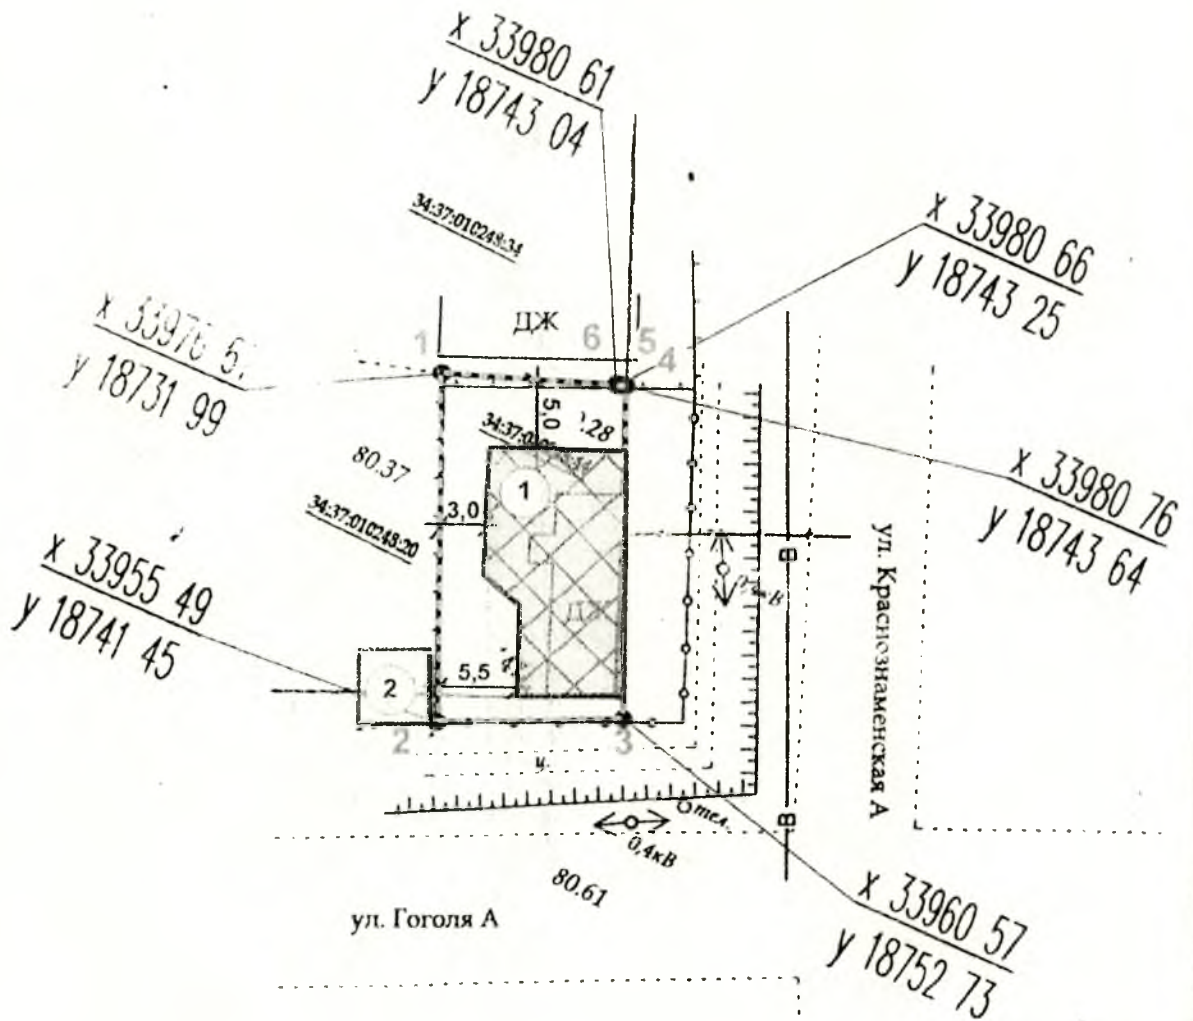 x 33980 61
y 18743 04
34:37:010248:34
x 33980 66
y 18743 25
ДЖ
1
6
5
4
x 33976 5
y 18731 99
5,0
.28
80.37
1
3,0
34:37:010248:20
x 33980 76
y 18743 64
ул. Краснознаменская А
x 33955 49
y 18741 45
5,5
2
2
3
ц.
тел.
0,4кВ
80.61
ул. Гоголя А
x 33960 57
y 18752 73